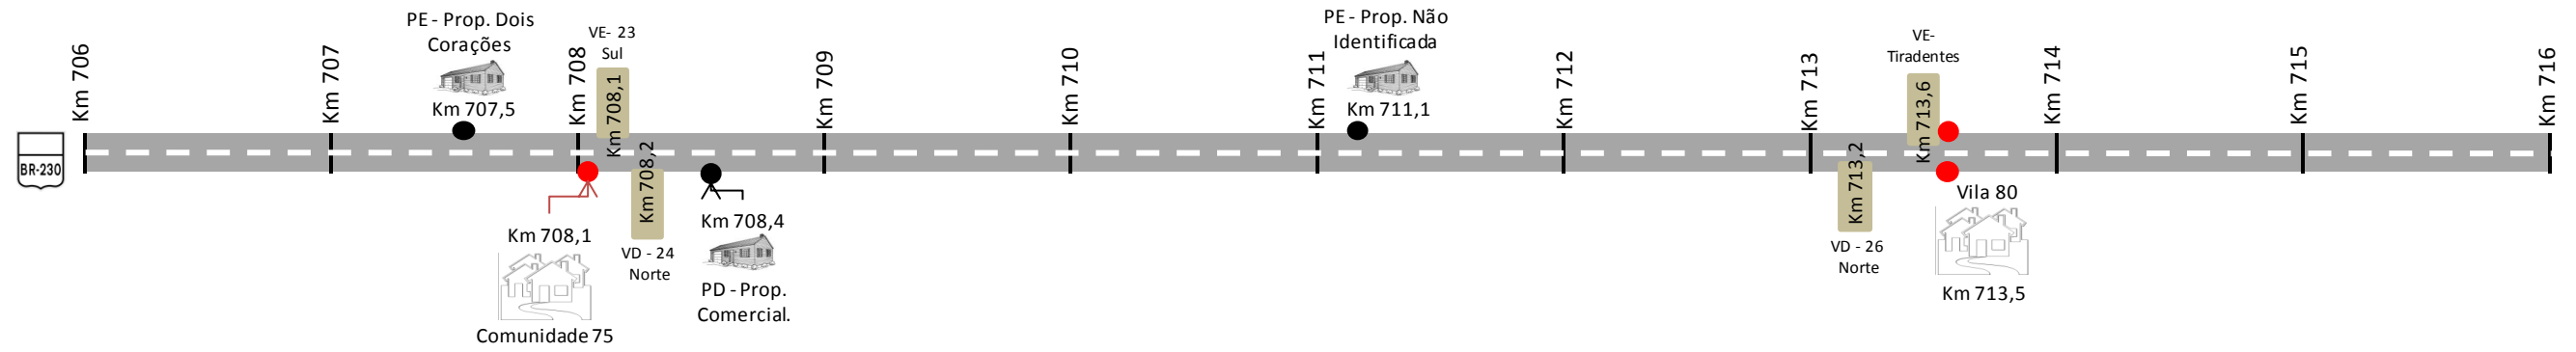 PE - Prop. Dois
Corações
Km 707,5
VE- 23
Sul
Km 708,1
PE - Prop. Não
Identificada
Km 711,1
VE-
Tiradentes
Km 713,6
Km 706
Km 707
Km 708
Km 709
Km 710
Km 711
Km 712
Km 713
Km 714
Km 715
Km 716
BR-230
Km 708,1
Comunidade 75
Km 708,2
VD - 24
Norte
Km 708,4
PD - Prop.
Comercial.
Km 713,2
VD - 26
Norte
Vila 80
Km 713,5